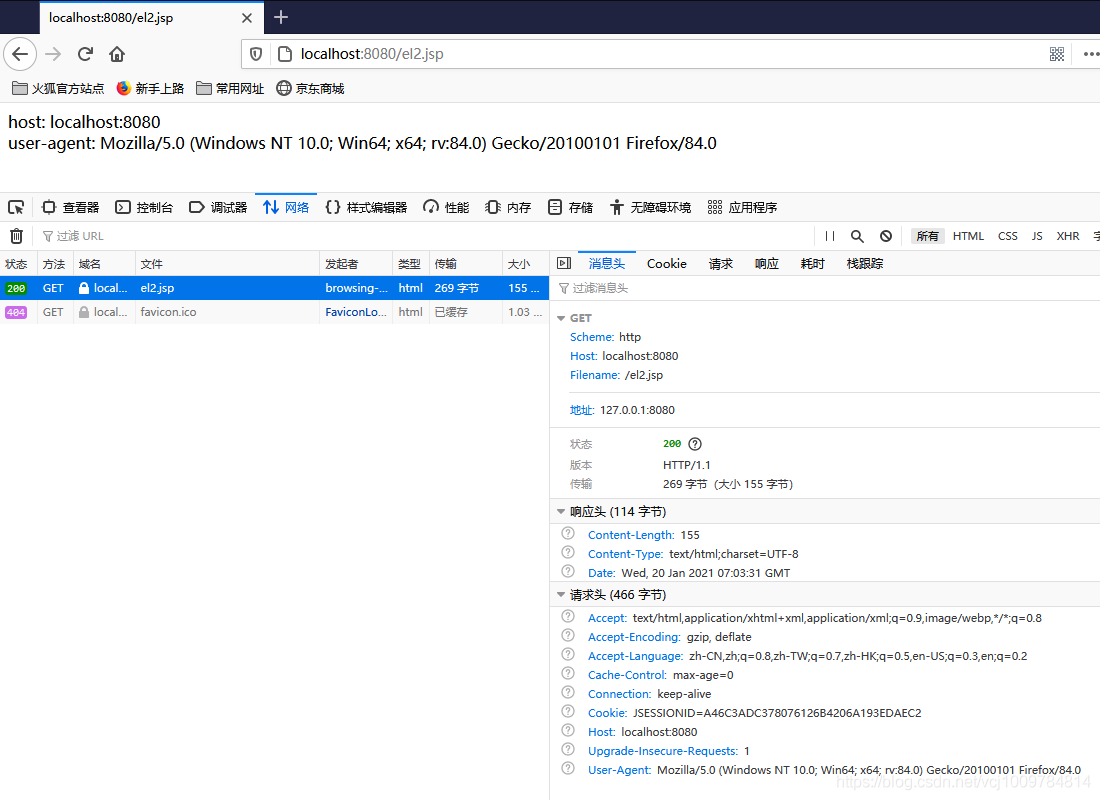 localhost:8080/el2.jsp
localhost:8080/el2.jsp
火狐官方站点 新手上路 常用网址 京东商城
host: localhost:8080
user-agent: Mozilla/5.0 (Windows NT 10.0; Win64; x64; rv:84.0) Gecko/20100101 Firefox/84.0
查看器 控制台 调试器 网络 样式编辑器 性能 内存 存储 无障碍环境 应用程序
过滤 URL 所有 HTML CSS JS XHR 字
状态 方法 域名 文件 发起者 类型 传输 大小
200 GET local... el2.jsp browsing-... html 269 字节 155 ...
404 GET local... favicon.ico FaviconLo... html 已缓存 1.03 ...
消息头 Cookie 请求 响应 耗时 栈跟踪
过滤消息头
GET
Scheme: http
Host: localhost:8080
Filename: /el2.jsp
地址: 127.0.0.1:8080
状态 200
版本 HTTP/1.1
传输 269 字节 (大小 155 字节)
响应头 (114 字节)
Content-Length: 155
Content-Type: text/html;charset=UTF-8
Date: Wed, 20 Jan 2021 07:03:31 GMT
请求头 (466 字节)
Accept: text/html,application/xhtml+xml,application/xml;q=0.9,image/webp,*/*;q=0.8
Accept-Encoding: gzip, deflate
Accept-Language: zh-CN,zh;q=0.8,zh-TW;q=0.7,zh-HK;q=0.5,en-US;q=0.3,en;q=0.2
Cache-Control: max-age=0
Connection: keep-alive
Cookie: JSESSIONID=A46C3ADC378076126B4206A193EDAEC2
Host: localhost:8080
Upgrade-Insecure-Requests: 1
User-Agent: Mozilla/5.0 (Windows NT 10.0; Win64; x64; rv:84.0) Gecko/20100101 Firefox/84.0
https://blog.csdn.net/vcj1009784814